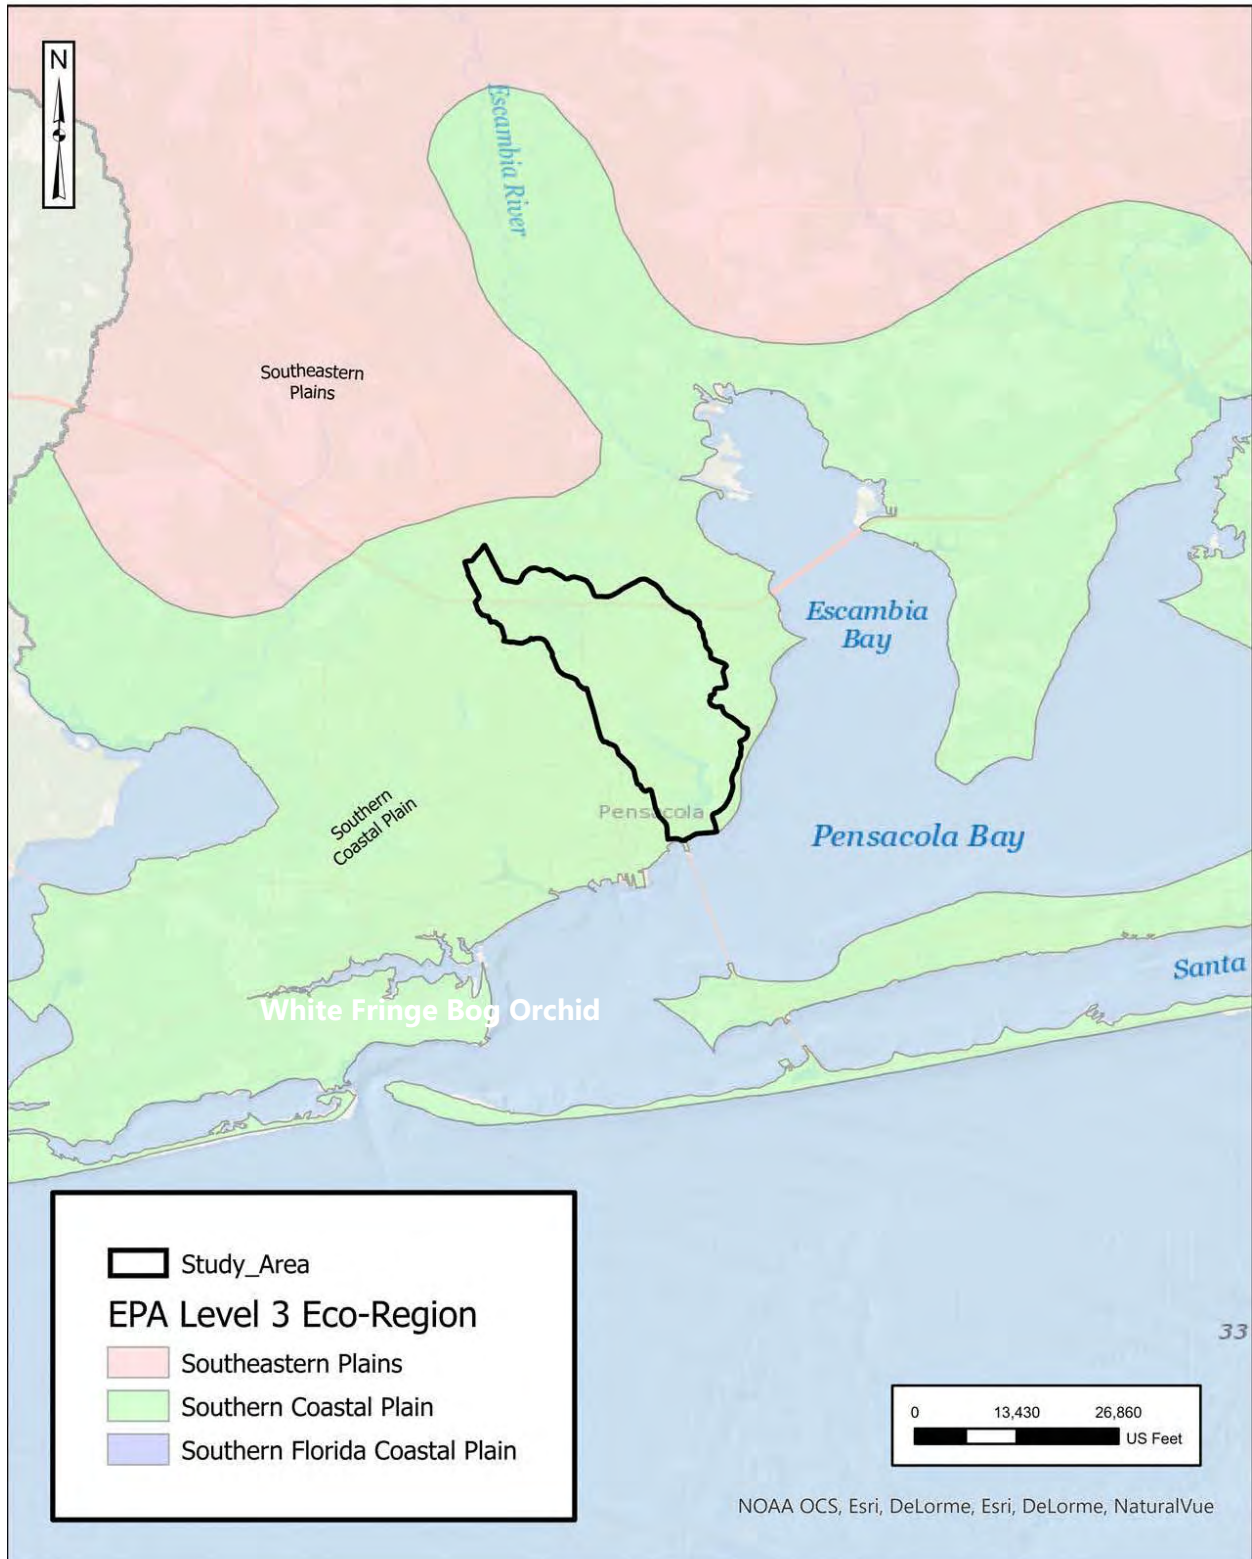 N
Escambia River
Southeastern
Plains
Escambia
Bay
Pensacola
Southern
Coastal Plain
Pensacola Bay
Santa
White Fringe Bog Orchid
Study_Area
EPA Level 3 Eco-Region
Southeastern Plains
Southern Coastal Plain
Southern Florida Coastal Plain
33
0 13,430 26,860
US Feet
NOAA OCS, Esri, DeLorme, Esri, DeLorme, NaturalVue